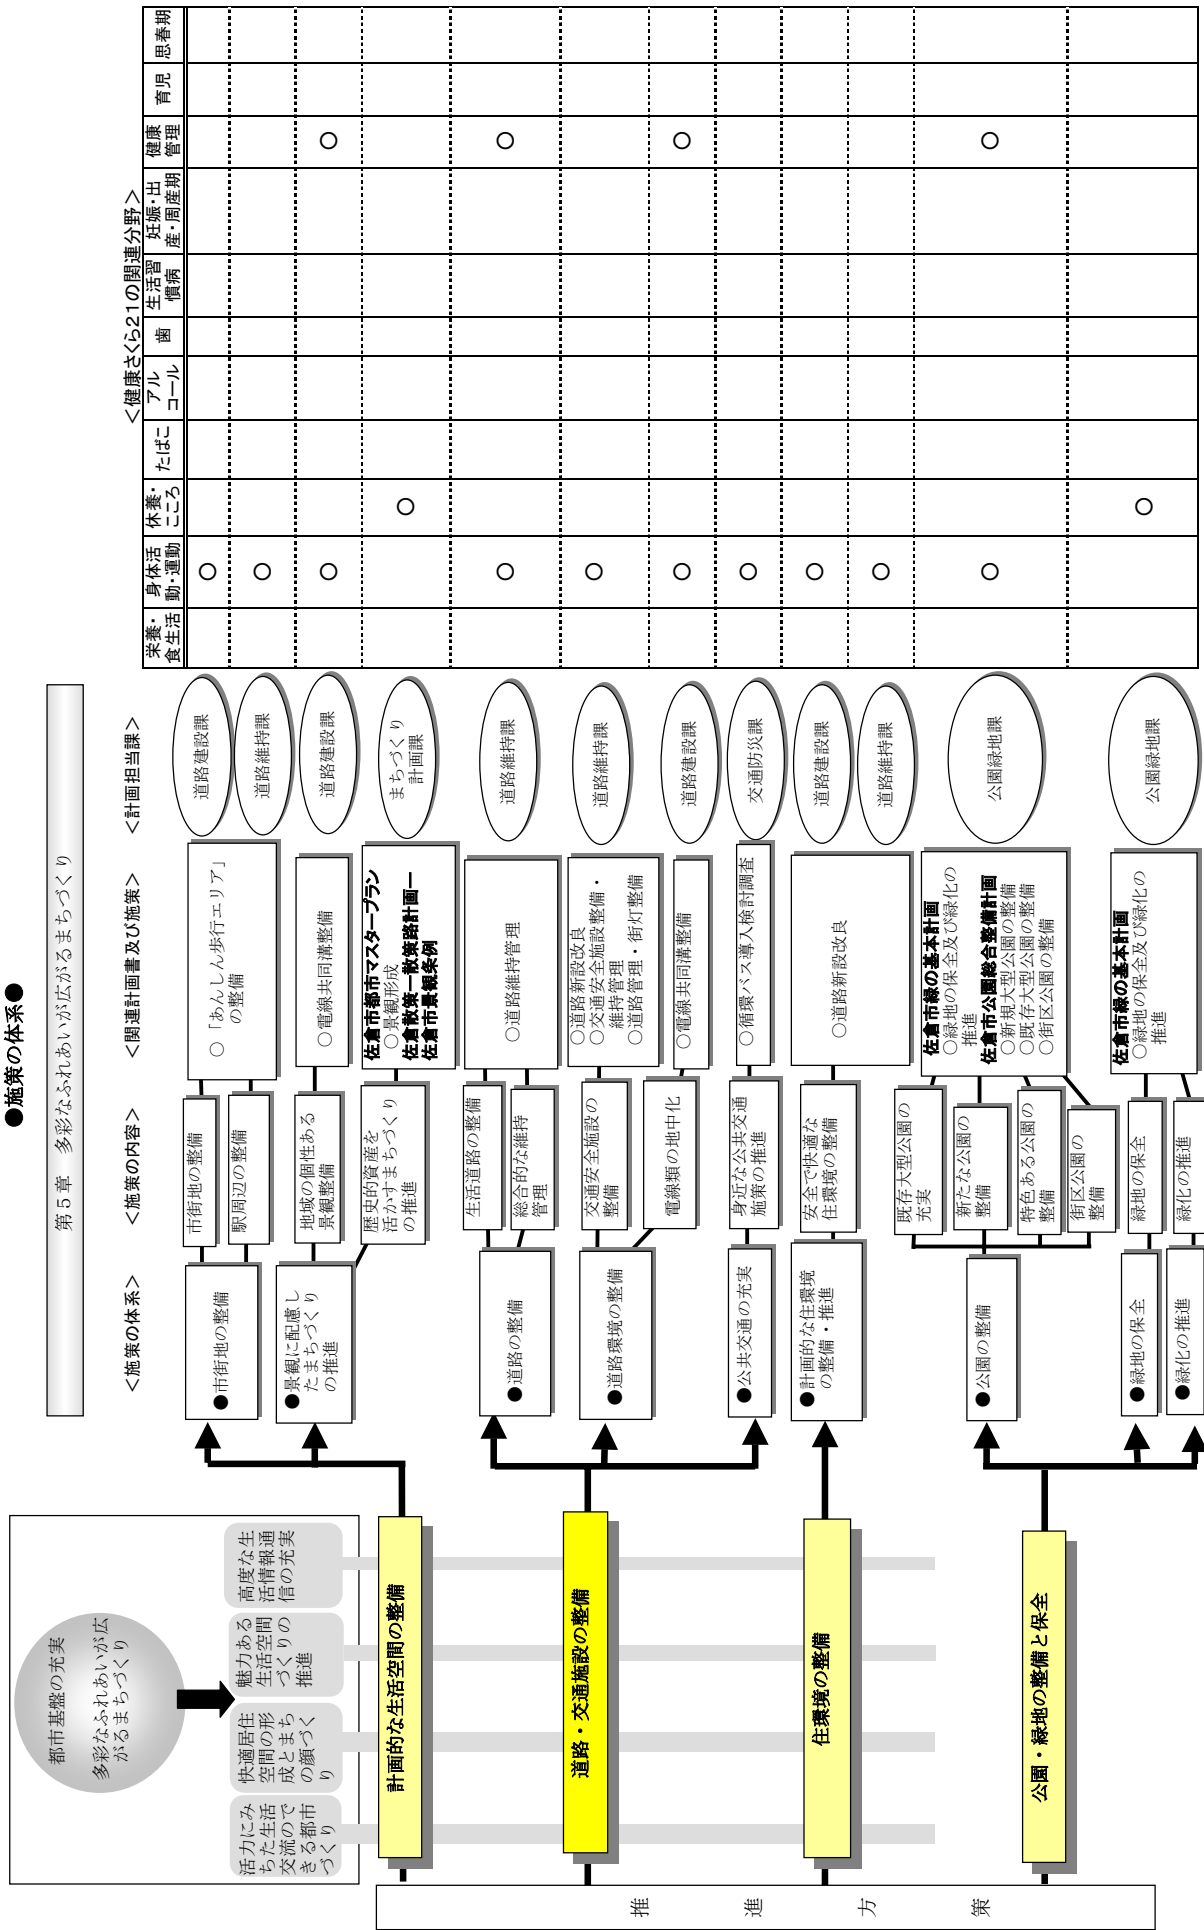 ●施策の体系●
第５章　多彩なふれあいが広がるまちづくり
都市基盤の充実
多彩なふれあいが広
がるまちづくり
活力にみ
ちた生活
交流ので
きる都市
づくり
快適居住
空間の形
成とまち
の顔づく
り
魅力ある
生活空間
づくりの
推進
高度な生
活情報通
信の充実
推進方策
計画的な生活空間の整備
道路・交通施設の整備
住環境の整備
公園・緑地の整備と保全
＜施策の体系＞
●市街地の整備
●景観に配慮し
たまちづくり
の推進
●道路の整備
●道路環境の整備
●公共交通の充実
●計画的な住環境
の整備・推進
●公園の整備
●緑地の保全
●緑化の推進
＜施策の内容＞
市街地の整備
駅周辺の整備
地域の個性ある
景観整備
歴史的資産を
活かすまちづくり
の推進
生活道路の整備
総合的な維持
管理
交通安全施設の
整備
電線類の地中化
身近な公共交通
施策の推進
安全で快適な
住環境の整備
既存大型公園の
充実
新たな公園の
整備
特色ある公園の
整備
街区公園の
整備
緑地の保全
緑化の推進
＜関連計画書及び施策＞
○「あんしん歩行エリア」
の整備
○電線共同溝整備
佐倉市都市マスタープラン
○景観形成
佐倉散策ー散策路計画ー
佐倉市景観条例
○道路維持管理
○道路新設改良
○交通安全施設整備・
維持管理
○道路管理・街灯整備
○電線共同溝整備
○循環バス導入検討調査
○道路新設改良
佐倉市緑の基本計画
○緑地の保全及び緑化の
推進
佐倉市公園総合整備計画
○新規大型公園の整備
○既存大型公園の整備
○街区公園の整備
佐倉市緑の基本計画
○緑地の保全及び緑化の
推進
＜計画担当課＞
道路建設課
道路維持課
道路建設課
まちづくり
計画課
道路維持課
道路維持課
道路建設課
交通防災課
道路建設課
道路維持課
公園緑地課
公園緑地課
＜健康さくら21の関連分野＞
栄養・
食生活
身体活
動・運動
休養・
こころ
たばこ
アル
コール
歯
生活習
慣病
妊娠・出
産・周産期
健康
管理
育児
思春期
○
○
○ ○
○
○ ○
○
○ ○
○
○
○
○ ○
○